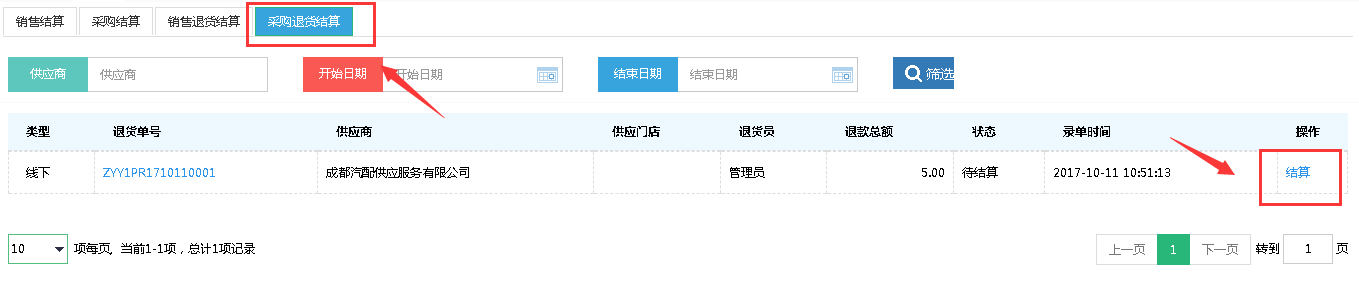 销售结算 采购结算 销售退货结算 采购退货结算
供应商 供应商 开始日期 开始日期 结束日期 结束日期 筛选
类型 退货单号 供应商 供应门店 退货员 退款总额 状态 录单时间 操作
线下 ZYY1PR1710110001 成都汽配供应服务有限公司 管理员 5.00 待结算 2017-10-11 10:51:13 结算
10 项每页, 当前1-1项，总计1项记录 上一页 1 下一页 转到 1 页